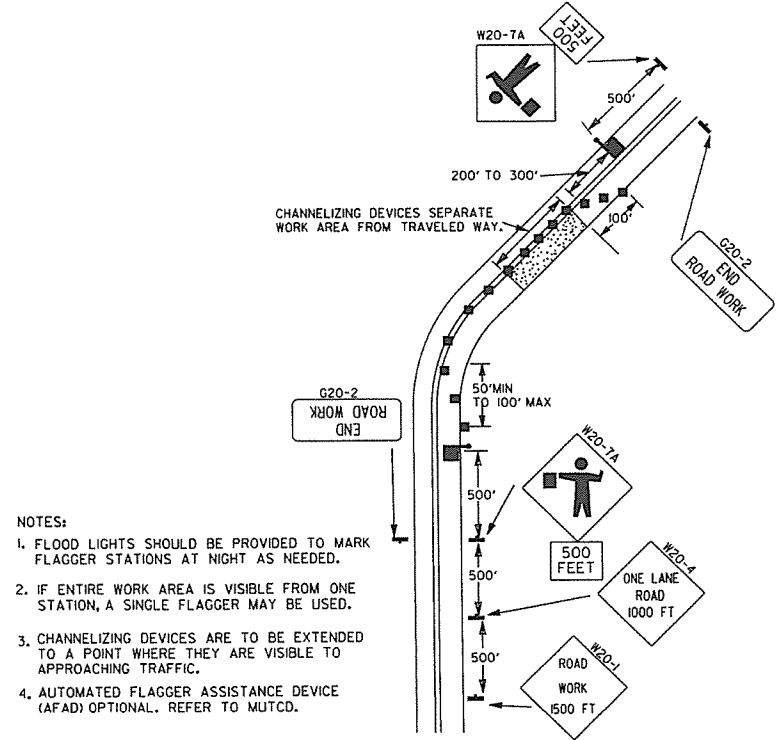 W20-7A
500
FEET
500'
200' TO 300'
CHANNELIZING DEVICES SEPARATE
WORK AREA FROM TRAVELED WAY.
100'
G20-2
END
ROAD WORK
G20-2
END
ROAD WORK
50'MIN
TO 100' MAX
W20-7A
500'
500
FEET
500'
W20-4
ONE LANE
ROAD
1000 FT
500'
W20-1
ROAD
WORK
1500 FT
NOTES:
1. FLOOD LIGHTS SHOULD BE PROVIDED TO MARK
FLAGGER STATIONS AT NIGHT AS NEEDED.
2. IF ENTIRE WORK AREA IS VISIBLE FROM ONE
STATION, A SINGLE FLAGGER MAY BE USED.
3. CHANNELIZING DEVICES ARE TO BE EXTENDED
TO A POINT WHERE THEY ARE VISIBLE TO
APPROACHING TRAFFIC.
4. AUTOMATED FLAGGER ASSISTANCE DEVICE
(AFAD) OPTIONAL. REFER TO MUTCD.